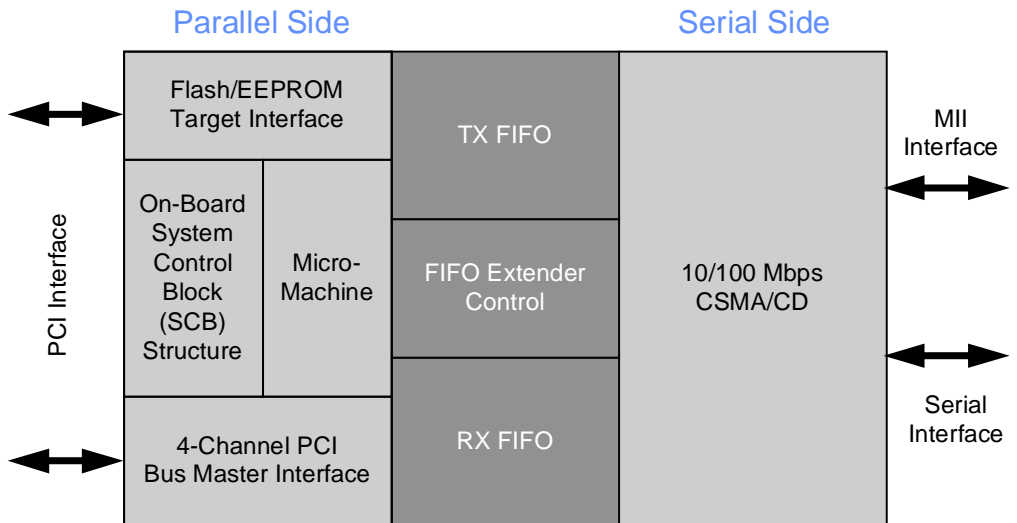 Parallel Side
Serial Side
Flash/EEPROM
Target Interface
On-Board
System
Control
Block
(SCB)
Structure
Micro-
Machine
4-Channel PCI
Bus Master Interface
PCI Interface
TX FIFO
FIFO Extender
Control
RX FIFO
10/100 Mbps
CSMA/CD
MII
Interface
Serial
Interface